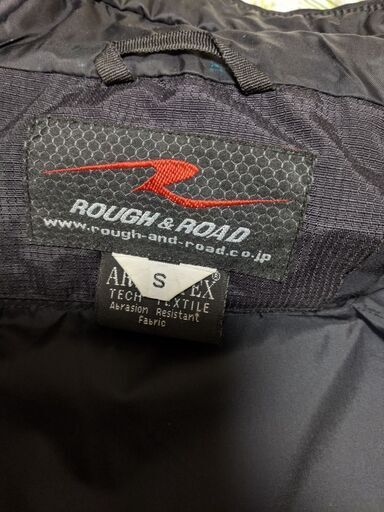 ROUGH & ROAD
www.rough-and-road.co.jp
S
®
TECH TEXTILE
Abrasion Resistant
Fabric